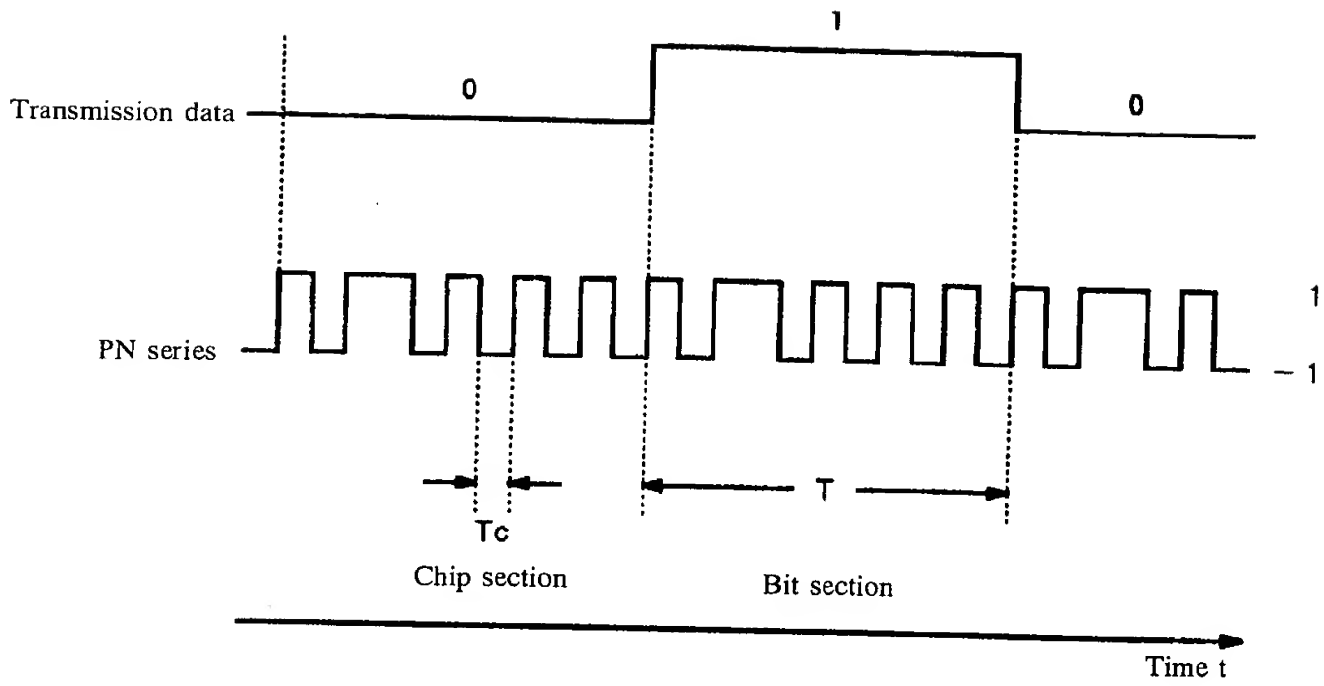 1
0
0
Transmission data
1
PN series
− 1
T
Tc
Chip section
Bit section
Time t